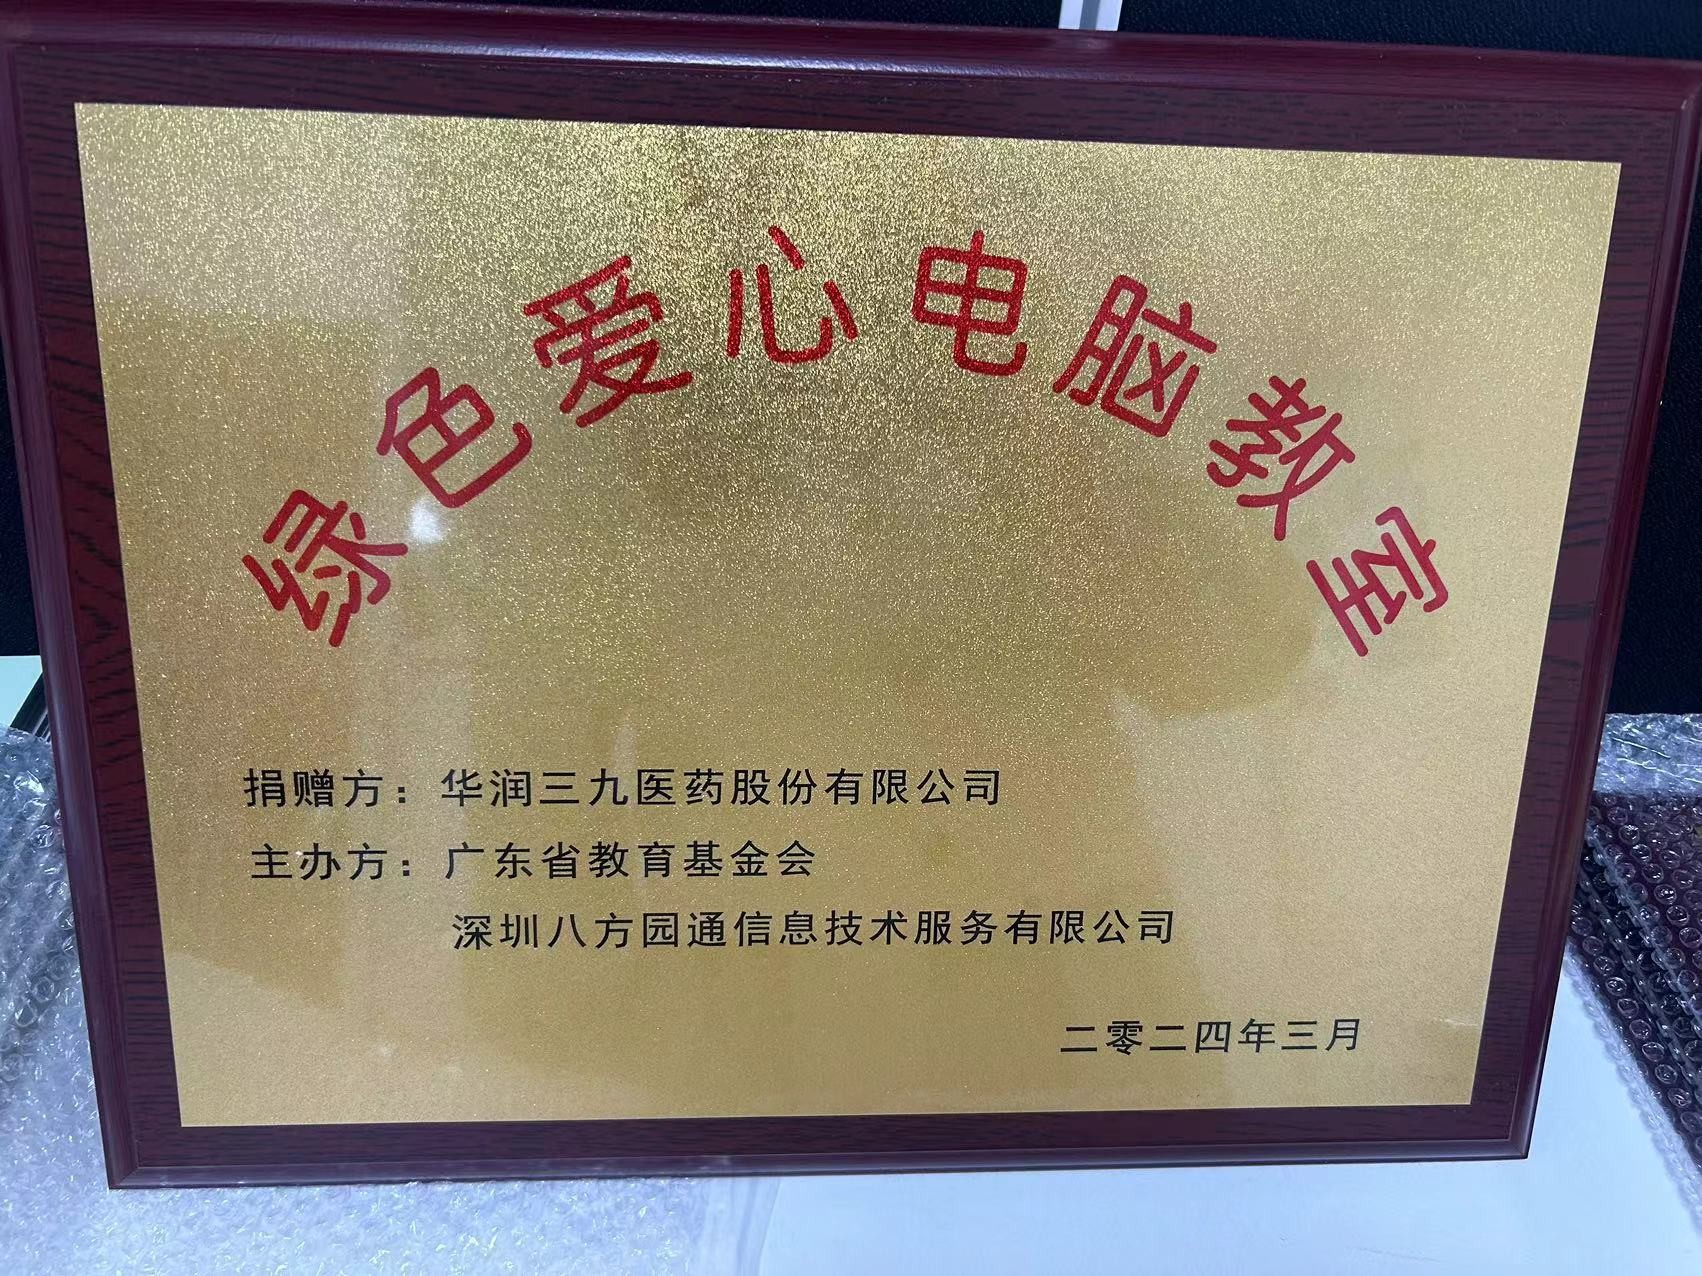 绿色爱心电脑教室
捐赠方：华润三九医药股份有限公司
主办方：广东省教育基金会
深圳八方园通信息技术服务有限公司
二零二四年三月